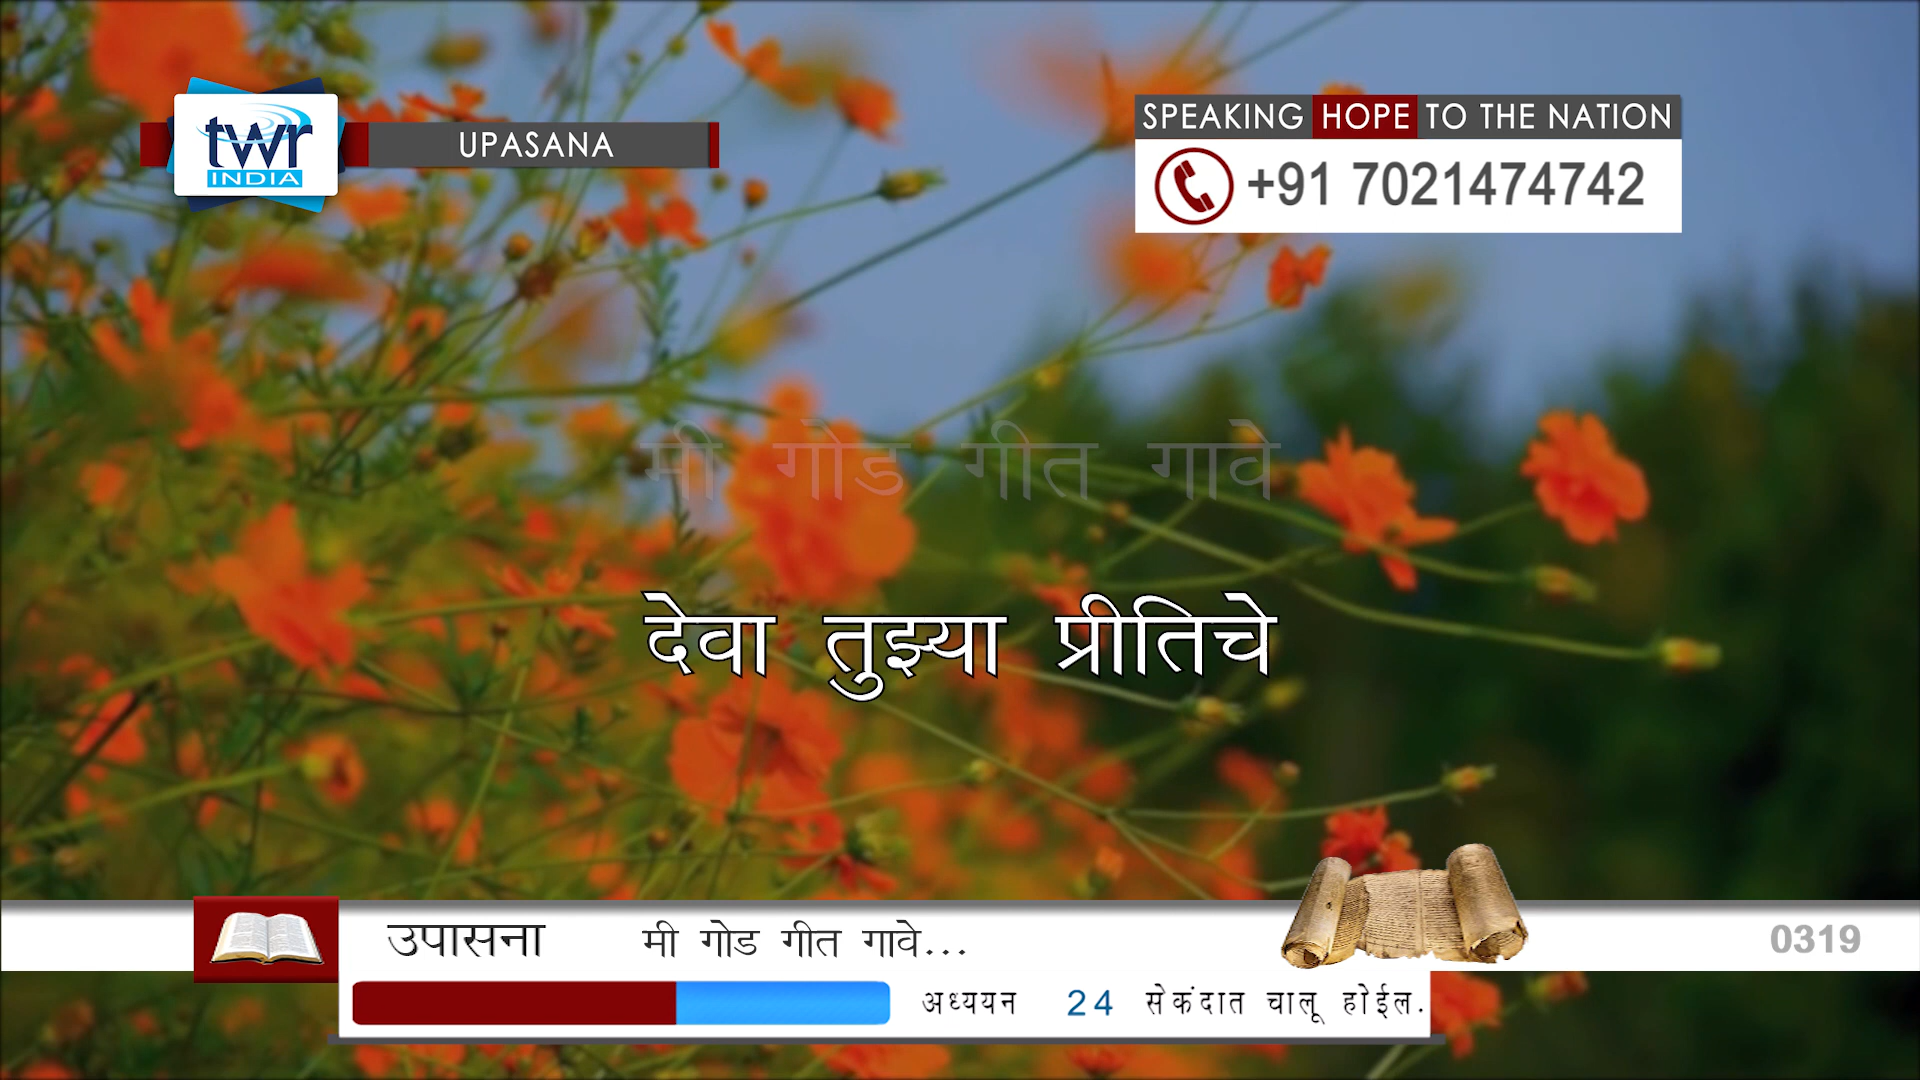 twr
INDIA
UPASANA
SPEAKING HOPE TO THE NATION
+91 7021474742
मी गोड गीत गावे
देवा तुझ्या प्रीतिचे
उपासना मी गोड गीत गावे...
0319
अध्ययन 24 सेकंदात चालू होईल.